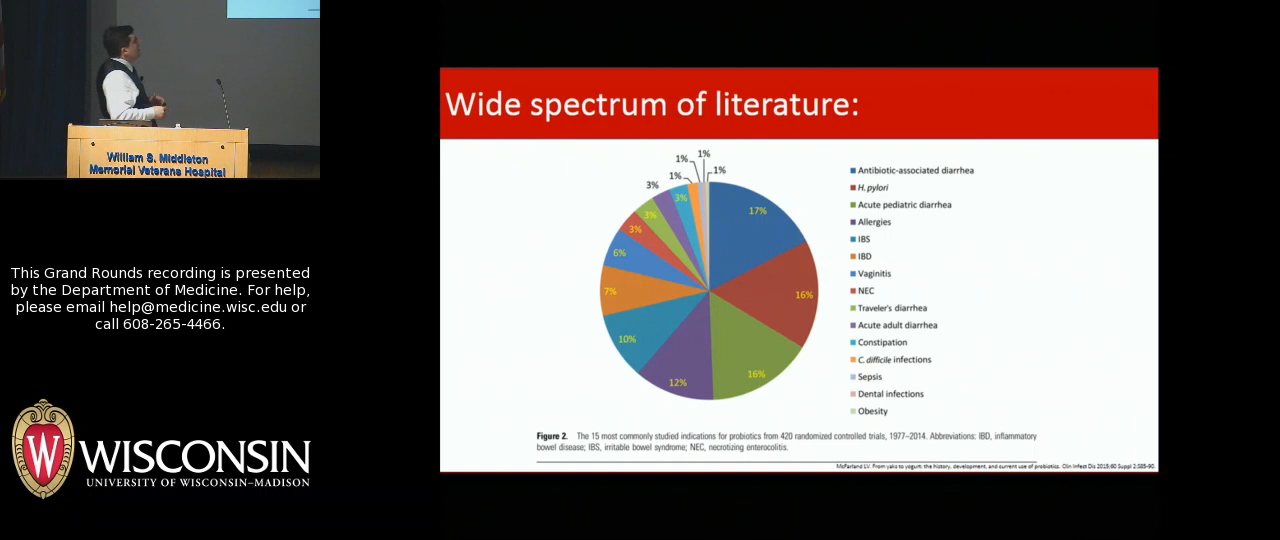 William S. Middleton
Memorial Veterans Hospital
This Grand Rounds recording is presented
by the Department of Medicine. For help,
please email help@medicine.wisc.edu or
call 608-265-4466.
W
WISCONSIN
UNIVERSITY OF WISCONSIN–MADISON
Wide spectrum of literature:
1%
1%
1%
1%
3%
3%
3%
3%
6%
7%
10%
12%
16%
16%
17%
Antibiotic-associated diarrhea
H. pylori
Acute pediatric diarrhea
Allergies
IBS
IBD
Vaginitis
NEC
Traveler's diarrhea
Acute adult diarrhea
Constipation
C. difficile infections
Sepsis
Dental infections
Obesity
Figure 2. The 15 most commonly studied indications for probiotics from 420 randomized controlled trials, 1977–2014. Abbreviations: IBD, inflammatory
bowel disease; IBS, irritable bowel syndrome; NEC, necrotizing enterocolitis.
McFarland LV. From yaks to yogurt: the history, development, and current use of probiotics. Clin Infect Dis 2015;60 Suppl 2:S85-90.